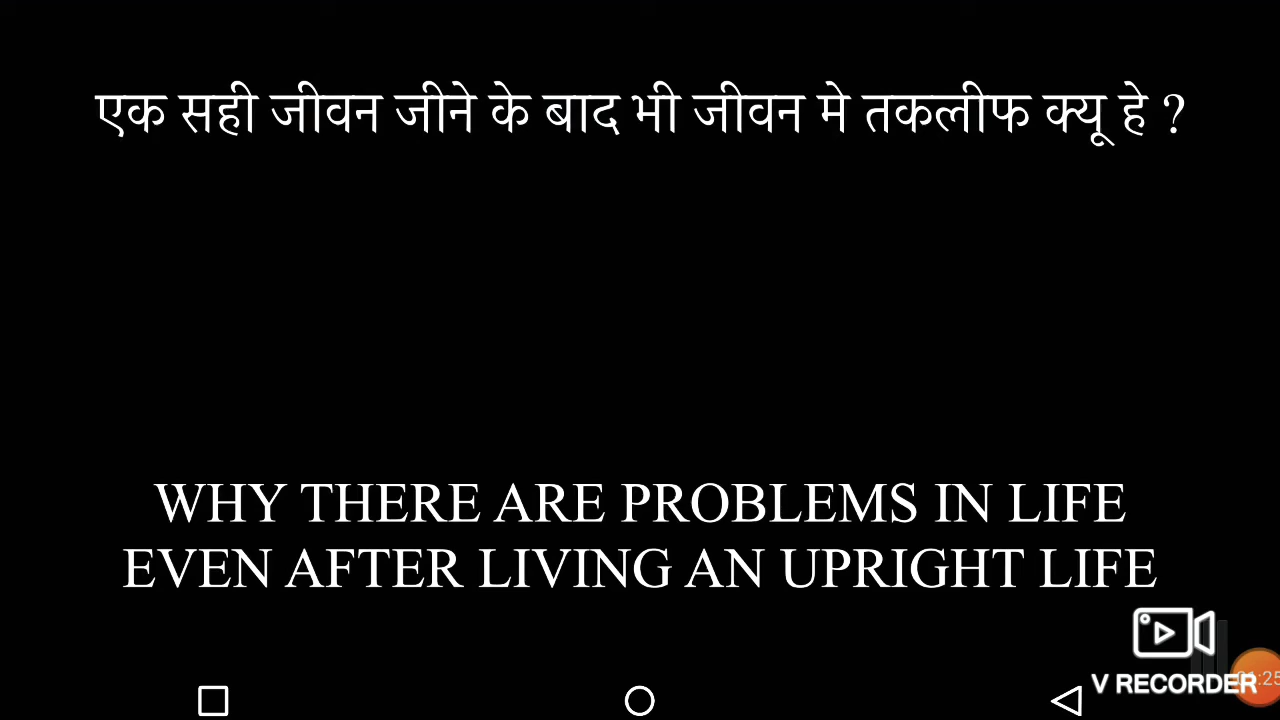 एक सही जीवन जीने के बाद भी जीवन मे तकलीफ क्यू हे ?
WHY THERE ARE PROBLEMS IN LIFE
EVEN AFTER LIVING AN UPRIGHT LIFE
V RECORDER